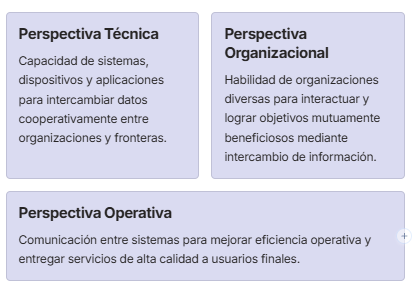 Perspectiva Técnica
Capacidad de sistemas,
dispositivos y aplicaciones
para intercambiar datos
cooperativamente entre
organizaciones y fronteras.
Perspectiva
Organizacional
Habilidad de organizaciones
diversas para interactuar y
lograr objetivos mutuamente
beneficiosos mediante
intercambio de información.
Perspectiva Operativa
Comunicación entre sistemas para mejorar eficiencia operativa y
entregar servicios de alta calidad a usuarios finales.